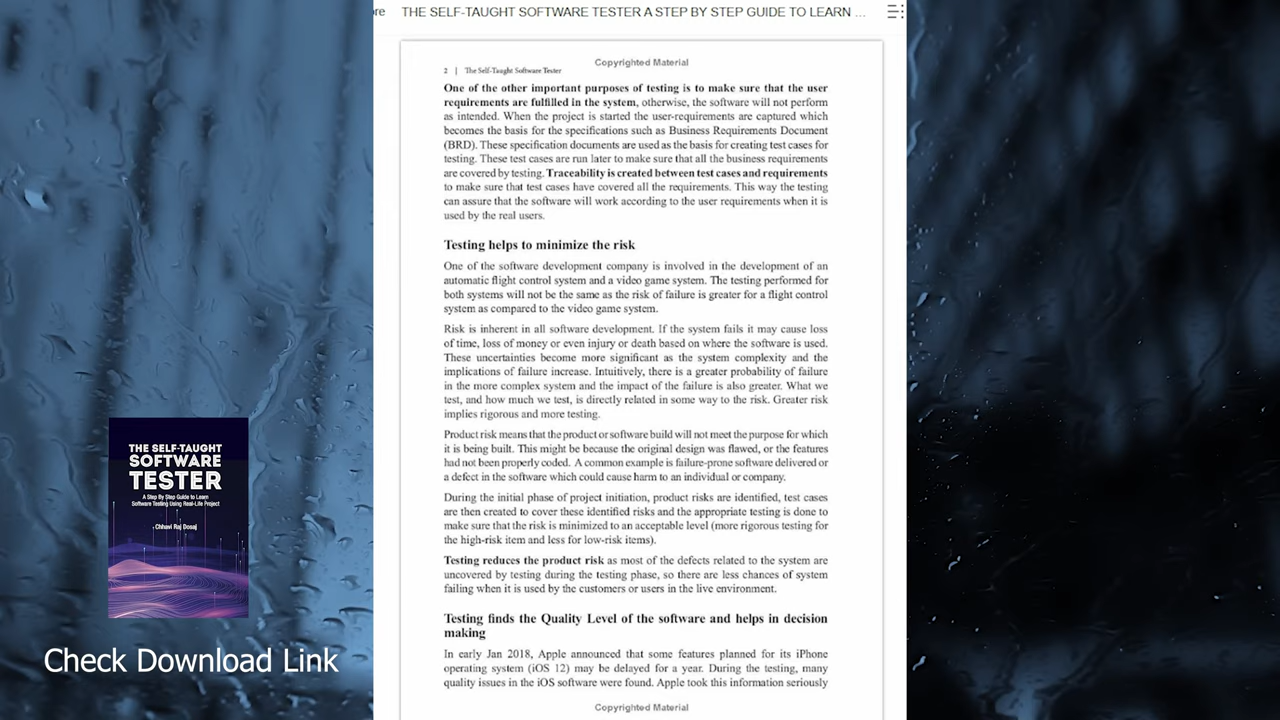 re THE SELF-TAUGHT SOFTWARE TESTER A STEP BY STEP GUIDE TO LEARN ...
Copyrighted Material
2 | The Self-Taught Software Tester
One of the other important purposes of testing is to make sure that the user
requirements are fulfilled in the system, otherwise, the software will not perform
as intended. When the project is started the user-requirements are captured which
becomes the basis for the specifications such as Business Requirements Document
(BRD). These specification documents are used as the basis for creating test cases for
testing. These test cases are run later to make sure that all the business requirements
are covered by testing. Traceability is created between test cases and requirements
to make sure that test cases have covered all the requirements. This way the testing
can assure that the software will work according to the user requirements when it is
used by the real users.
Testing helps to minimize the risk
One of the software development company is involved in the development of an
automatic flight control system and a video game system. The testing performed for
both systems will not be the same as the risk of failure is greater for a flight control
system as compared to the video game system.
Risk is inherent in all software development. If the system fails it may cause loss
of time, loss of money or even injury or death based on where the software is used.
These uncertainties become more significant as the system complexity and the
implications of failure increase. Intuitively, there is a greater probability of failure
in the more complex system and the impact of the failure is also greater. What we
test, and how much we test, is directly related in some way to the risk. Greater risk
implies rigorous and more testing.
Product risk means that the product or software build will not meet the purpose for which
it is being built. This might be because the original design was flawed, or the features
had not been properly coded. A common example is failure-prone software delivered or
a defect in the software which could cause harm to an individual or company.
During the initial phase of project initiation, product risks are identified, test cases
are then created to cover these identified risks and the appropriate testing is done to
make sure that the risk is minimized to an acceptable level (more rigorous testing for
the high-risk item and less for low-risk items).
Testing reduces the product risk as most of the defects related to the system are
uncovered by testing during the testing phase, so there are less chances of system
failing when it is used by the customers or users in the live environment.
Testing finds the Quality Level of the software and helps in decision
making
In early Jan 2018, Apple announced that some features planned for its iPhone
operating system (iOS 12) may be delayed for a year. During the testing, many
quality issues in the iOS software were found. Apple took this information seriously
Copyrighted Material
THE SELF-TAUGHT
SOFTWARE
TESTER
A Step By Step Guide to Learn
Software Testing Using Real-Life Project
Chhavi Raj Dosaj
Check Download Link